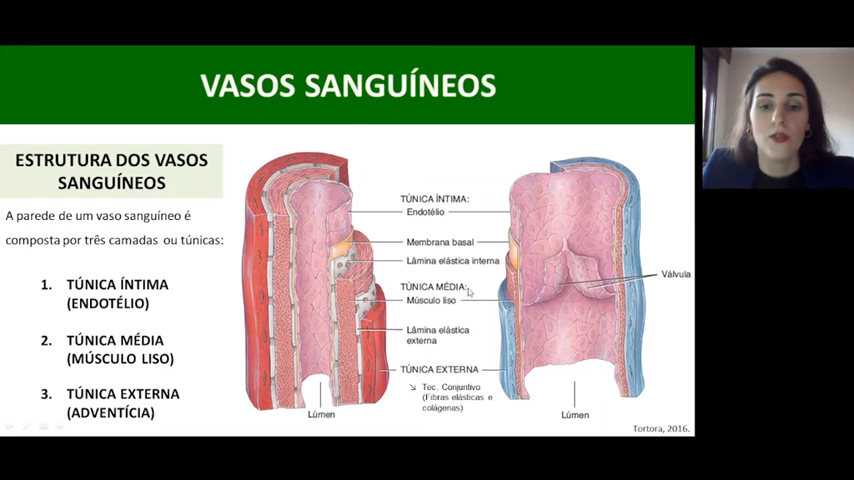 VASOS SANGUÍNEOS
ESTRUTURA DOS VASOS
SANGUÍNEOS
A parede de um vaso sanguíneo é
composta por três camadas ou túnicas:
1. TÚNICA ÍNTIMA
(ENDOTÉLIO)
2. TÚNICA MÉDIA
(MÚSCULO LISO)
3. TÚNICA EXTERNA
(ADVENTÍCIA)
TÚNICA ÍNTIMA:
Endotélio
Membrana basal
Lâmina elástica interna
TÚNICA MÉDIA:
Músculo liso
Lâmina elástica
externa
TÚNICA EXTERNA
Tec. Conjuntivo
(Fibras elásticas e
colágenas)
Lúmen
Válvula
Lúmen
Tortora, 2016.